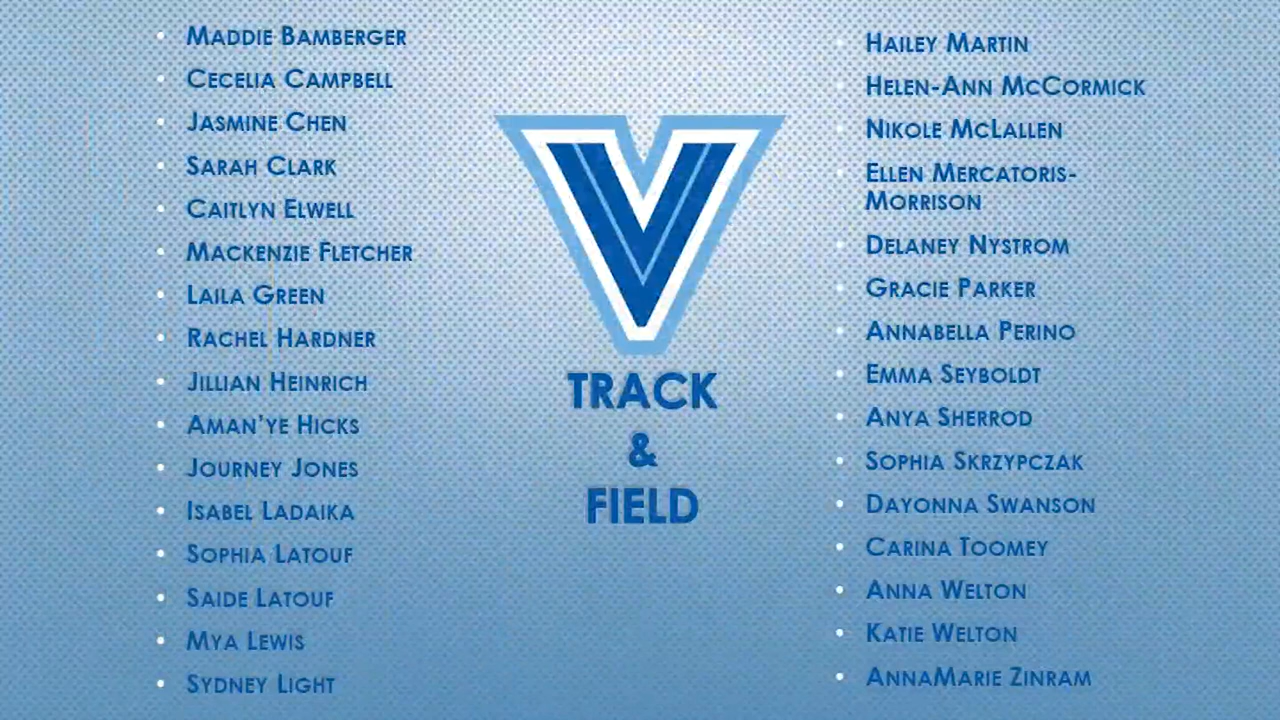 Maddie Bamberger
Cecelia Campbell
Jasmine Chen
Sarah Clark
Caitlyn Elwell
Mackenzie Fletcher
Laila Green
Rachel Hardner
Jillian Heinrich
Aman'ye Hicks
Journey Jones
Isabel Ladaika
Sophia Latouf
Saide Latouf
Mya Lewis
Sydney Light
V
TRACK
&
FIELD
Hailey Martin
Helen-Ann McCormick
Nikole McLallen
Ellen Mercatoris-
Morrison
Delaney Nystrom
Gracie Parker
Annabella Perino
Emma Seyboldt
Anya Sherrod
Sophia Skrzypczak
Dayonna Swanson
Carina Toomey
Anna Welton
Katie Welton
AnnaMarie Zinram